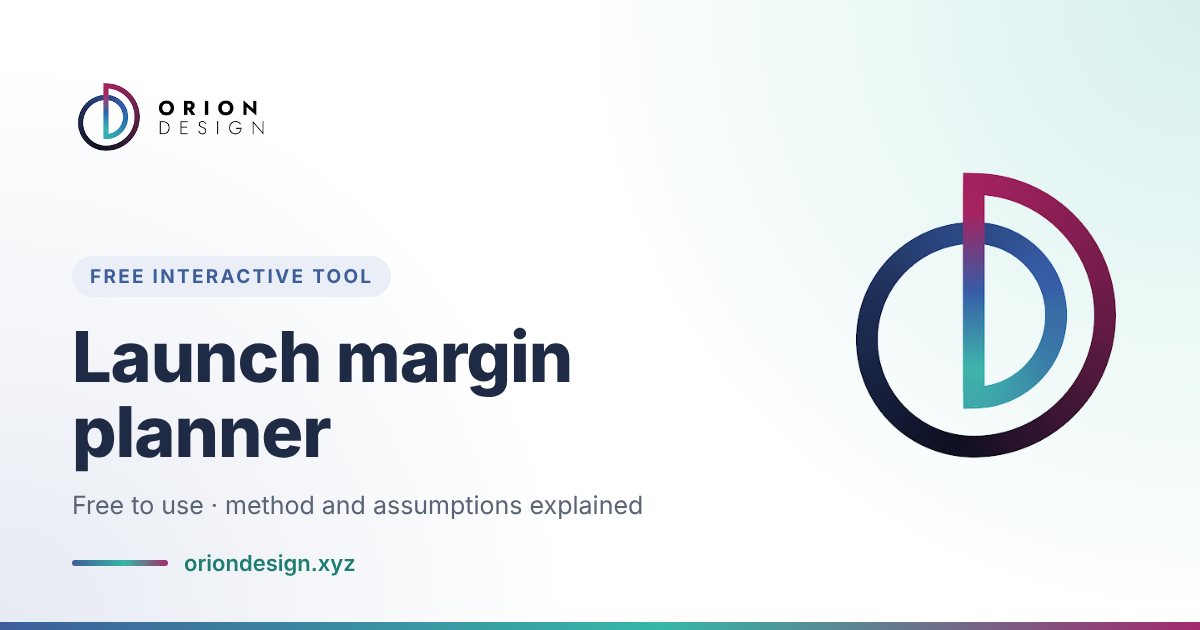 ORION
DESIGN
FREE INTERACTIVE TOOL
Launch margin
planner
Free to use · method and assumptions explained
oriondesign.xyz